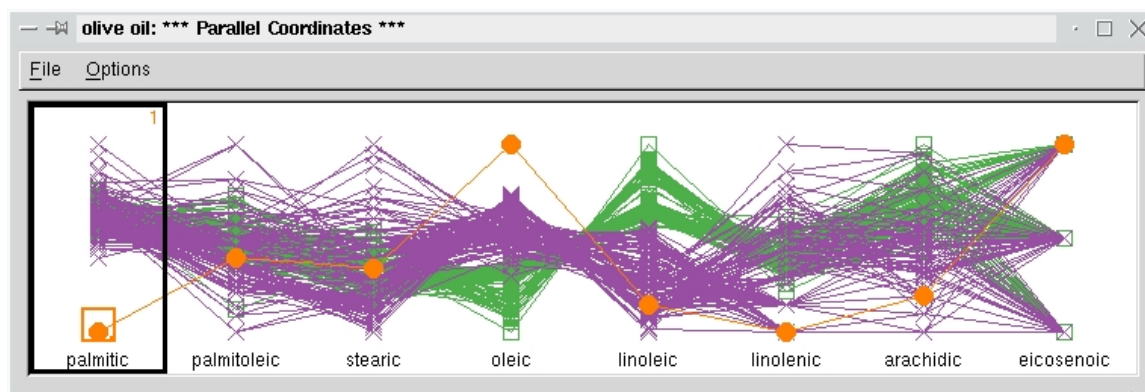 olive oil: *** Parallel Coordinates ***
File Options
1
palmitic palmitoleic stearic oleic linoleic linolenic arachidic eicosenoic